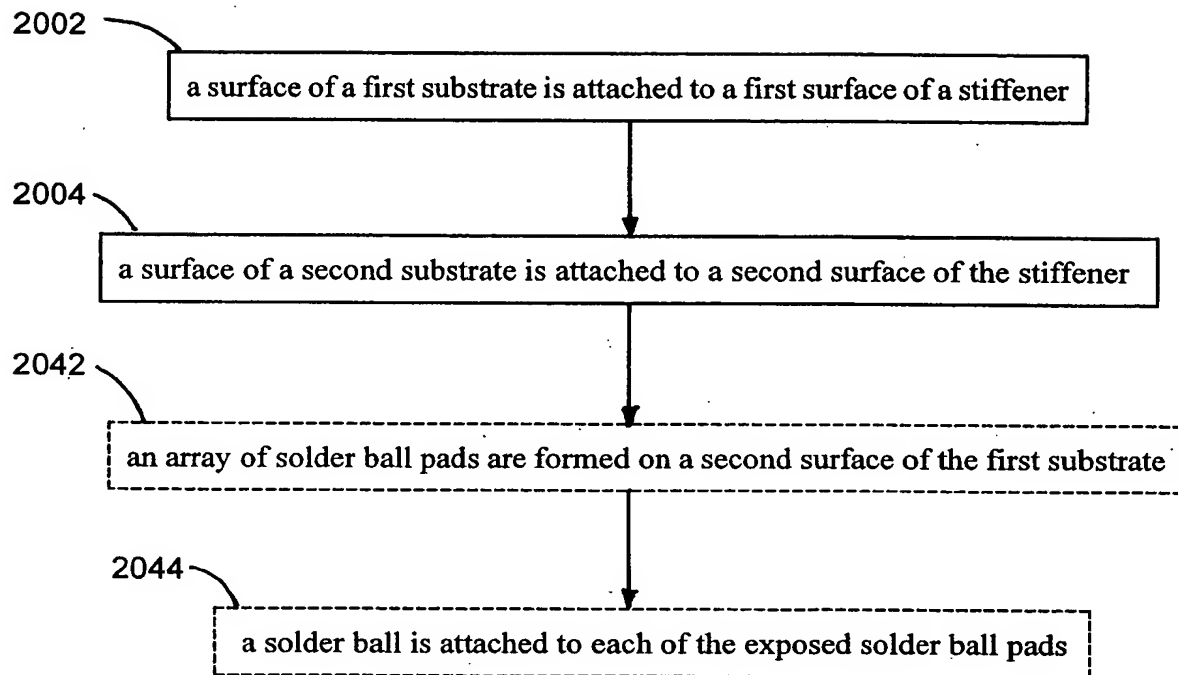 2002
a surface of a first substrate is attached to a first surface of a stiffener
2004
a surface of a second substrate is attached to a second surface of the stiffener
2042
an array of solder ball pads are formed on a second surface of the first substrate
2044
a solder ball is attached to each of the exposed solder ball pads